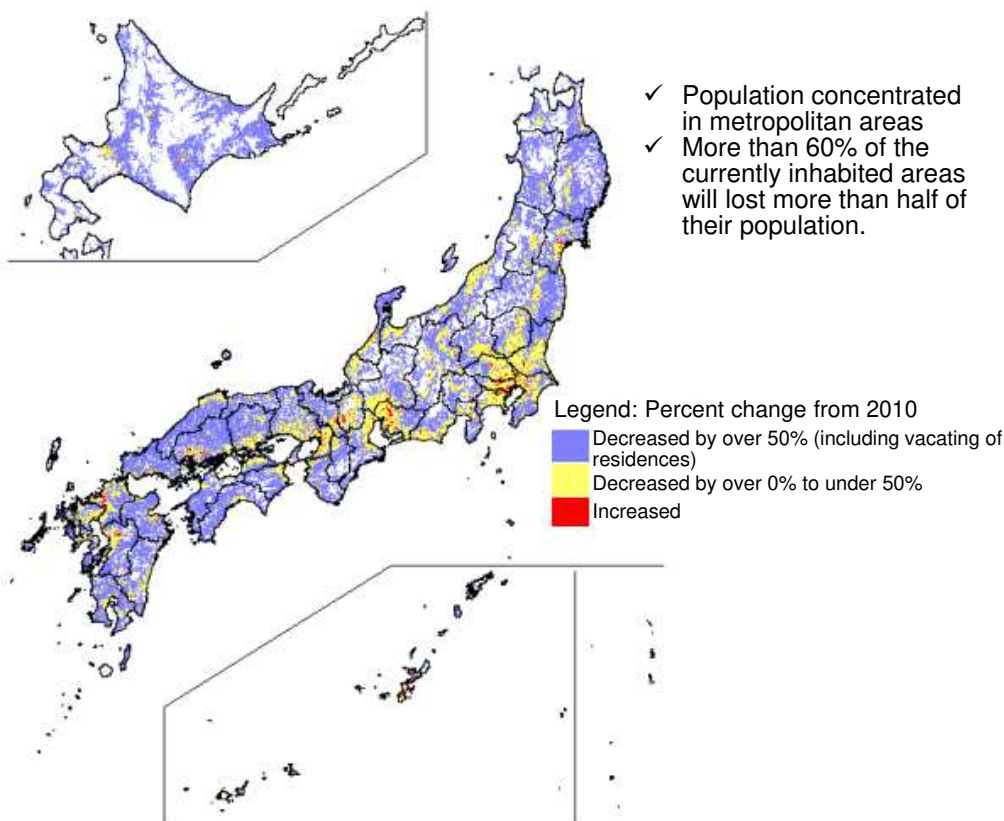 ✓ Population concentrated
in metropolitan areas
✓ More than 60% of the
currently inhabited areas
will lost more than half of
their population.
Legend: Percent change from 2010
Decreased by over 50% (including vacating of
residences)
Decreased by over 0% to under 50%
Increased